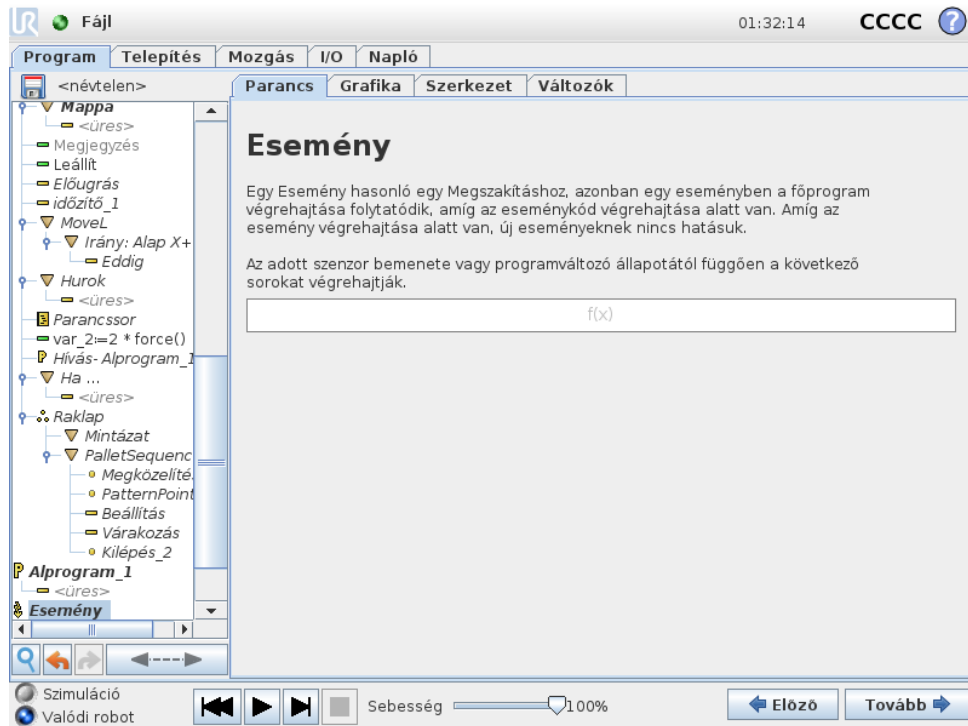 Fájl
01:32:14
CCCC
?
Program Telepítés Mozgás I/O Napló
<névtelen>
Parancs Grafika Szerkezet Változók
Mappa
<üres>
Megjegyzés
Leállít
Előugrás
időzítő_1
MoveL
Irány: Alap X+
Eddig
Hurok
<üres>
Parancssor
var_2:=2 * force()
Hívás- Alprogram_1
Ha ...
<üres>
Raklap
Mintázat
PalletSequenc
Megközelíté
PatternPoint
Beállítás
Várakozás
Kilépés_2
Alprogram_1
<üres>
Esemény
Esemény
Egy Esemény hasonló egy Megszakításhoz, azonban egy eseményben a főprogram
végrehajtása folytatódik, amíg az eseménykód végrehajtása alatt van. Amíg az
esemény végrehajtása alatt van, új eseményeknek nincs hatásuk.
Az adott szenzor bemenete vagy programváltozó állapotától függően a következő
sorokat végrehajtják.
f(x)
Szimuláció
Valódi robot
Sebesség
100%
Előző
Tovább